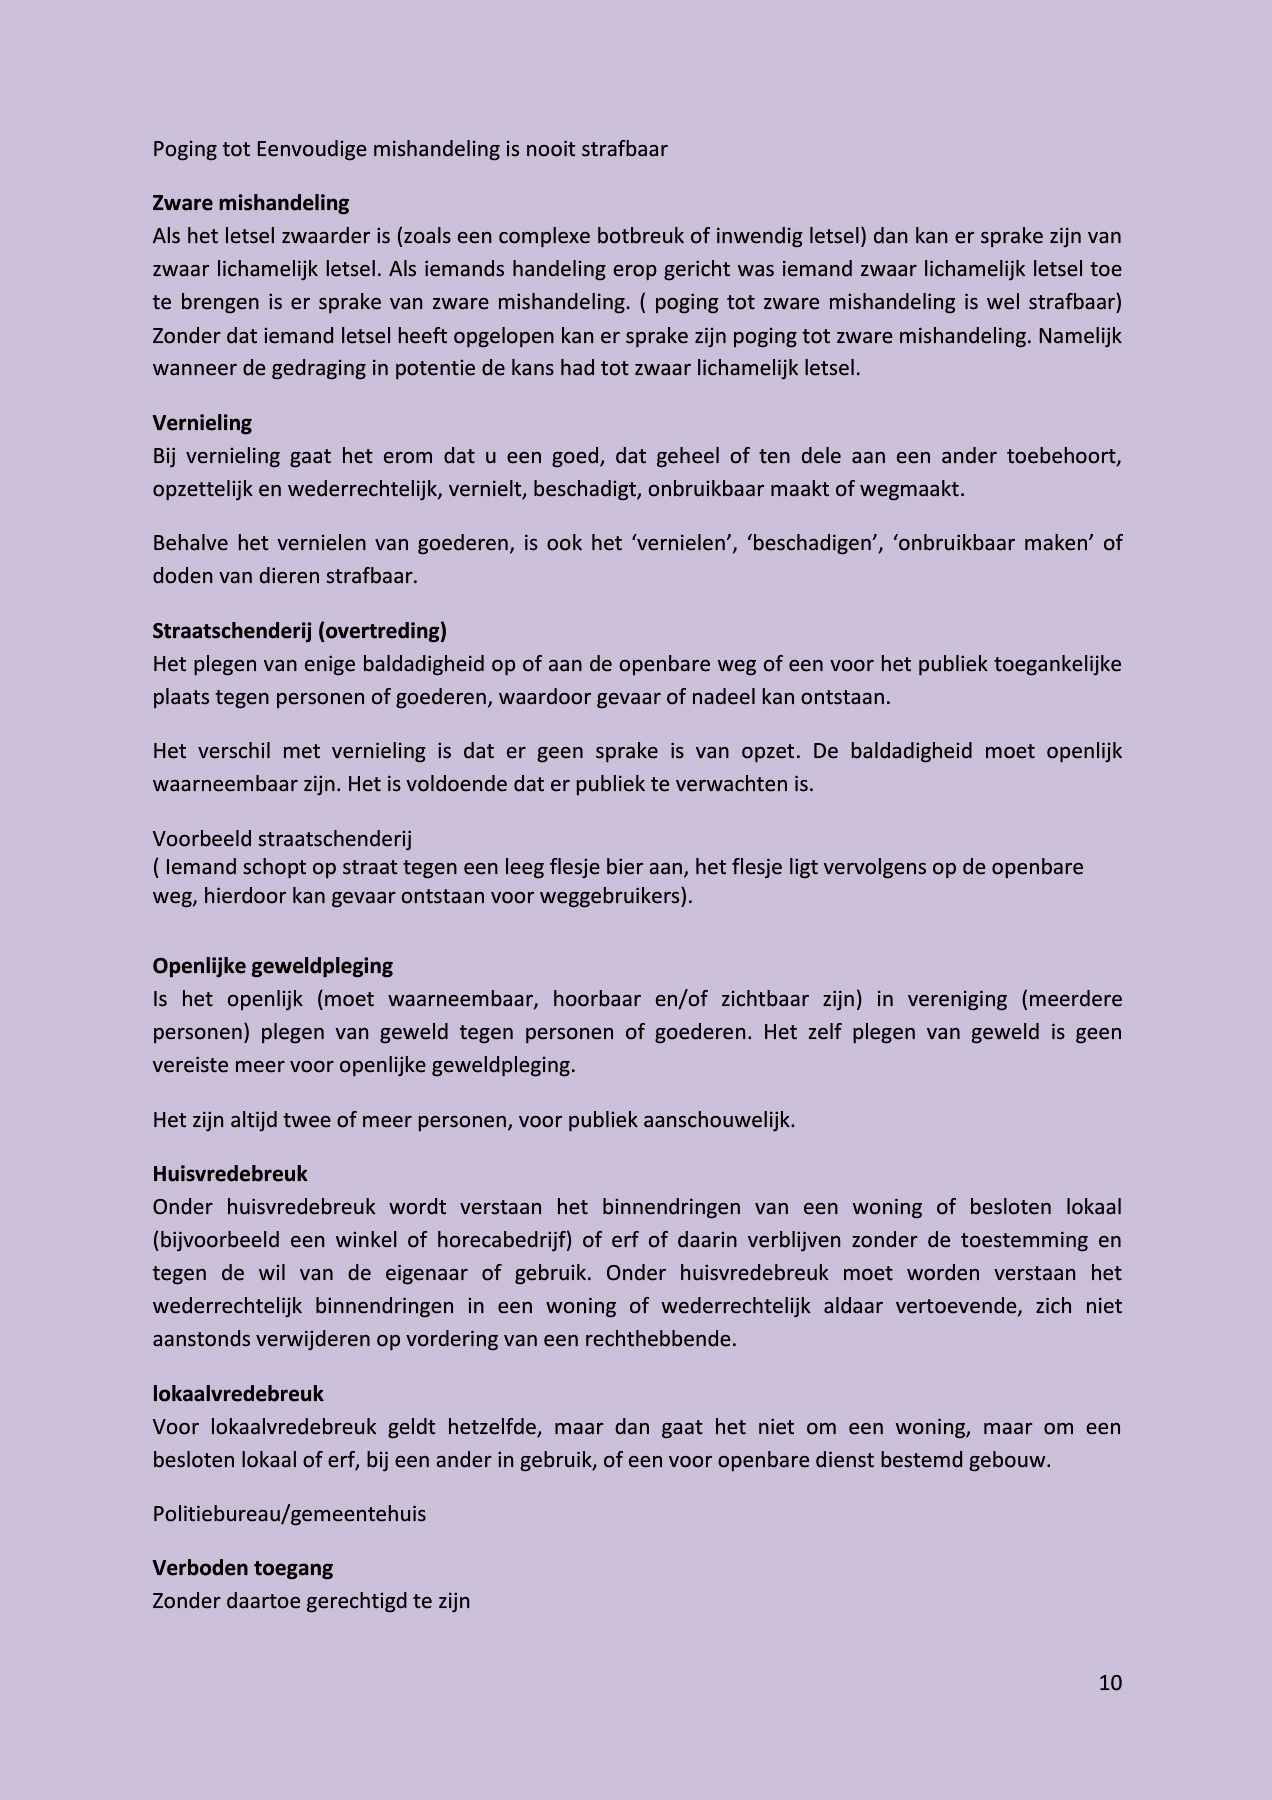 Poging tot Eenvoudige mishandeling is nooit strafbaar
Zware mishandeling
Als het letsel zwaarder is (zoals een complexe botbreuk of inwendig letsel) dan kan er sprake zijn van
zwaar lichamelijk letsel. Als iemands handeling erop gericht was iemand zwaar lichamelijk letsel toe
te brengen is er sprake van zware mishandeling. ( poging tot zware mishandeling is wel strafbaar)
Zonder dat iemand letsel heeft opgelopen kan er sprake zijn poging tot zware mishandeling. Namelijk
wanneer de gedraging in potentie de kans had tot zwaar lichamelijk letsel.
Vernieling
Bij vernieling gaat het erom dat u een goed, dat geheel of ten dele aan een ander toebehoort,
opzettelijk en wederrechtelijk, vernielt, beschadigt, onbruikbaar maakt of wegmaakt.
Behalve het vernielen van goederen, is ook het ‘vernielen’, ‘beschadigen’, ‘onbruikbaar maken’ of
doden van dieren strafbaar.
Straatschenderij (overtreding)
Het plegen van enige baldadigheid op of aan de openbare weg of een voor het publiek toegankelijke
plaats tegen personen of goederen, waardoor gevaar of nadeel kan ontstaan.
Het verschil met vernieling is dat er geen sprake is van opzet. De baldadigheid moet openlijk
waarneembaar zijn. Het is voldoende dat er publiek te verwachten is.
Voorbeeld straatschenderij
( Iemand schopt op straat tegen een leeg flesje bier aan, het flesje ligt vervolgens op de openbare
weg, hierdoor kan gevaar ontstaan voor weggebruikers).
Openlijke geweldpleging
Is het openlijk (moet waarneembaar, hoorbaar en/of zichtbaar zijn) in vereniging (meerdere
personen) plegen van geweld tegen personen of goederen. Het zelf plegen van geweld is geen
vereiste meer voor openlijke geweldpleging.
Het zijn altijd twee of meer personen, voor publiek aanschouwelijk.
Huisvredebreuk
Onder huisvredebreuk wordt verstaan het binnendringen van een woning of besloten lokaal
(bijvoorbeeld een winkel of horecabedrijf) of erf of daarin verblijven zonder de toestemming en
tegen de wil van de eigenaar of gebruik. Onder huisvredebreuk moet worden verstaan het
wederrechtelijk binnendringen in een woning of wederrechtelijk aldaar vertoevende, zich niet
aanstonds verwijderen op vordering van een rechthebbende.
lokaalvredebreuk
Voor lokaalvredebreuk geldt hetzelfde, maar dan gaat het niet om een woning, maar om een
besloten lokaal of erf, bij een ander in gebruik, of een voor openbare dienst bestemd gebouw.
Politiebureau/gemeentehuis
Verboden toegang
Zonder daartoe gerechtigd te zijn
10